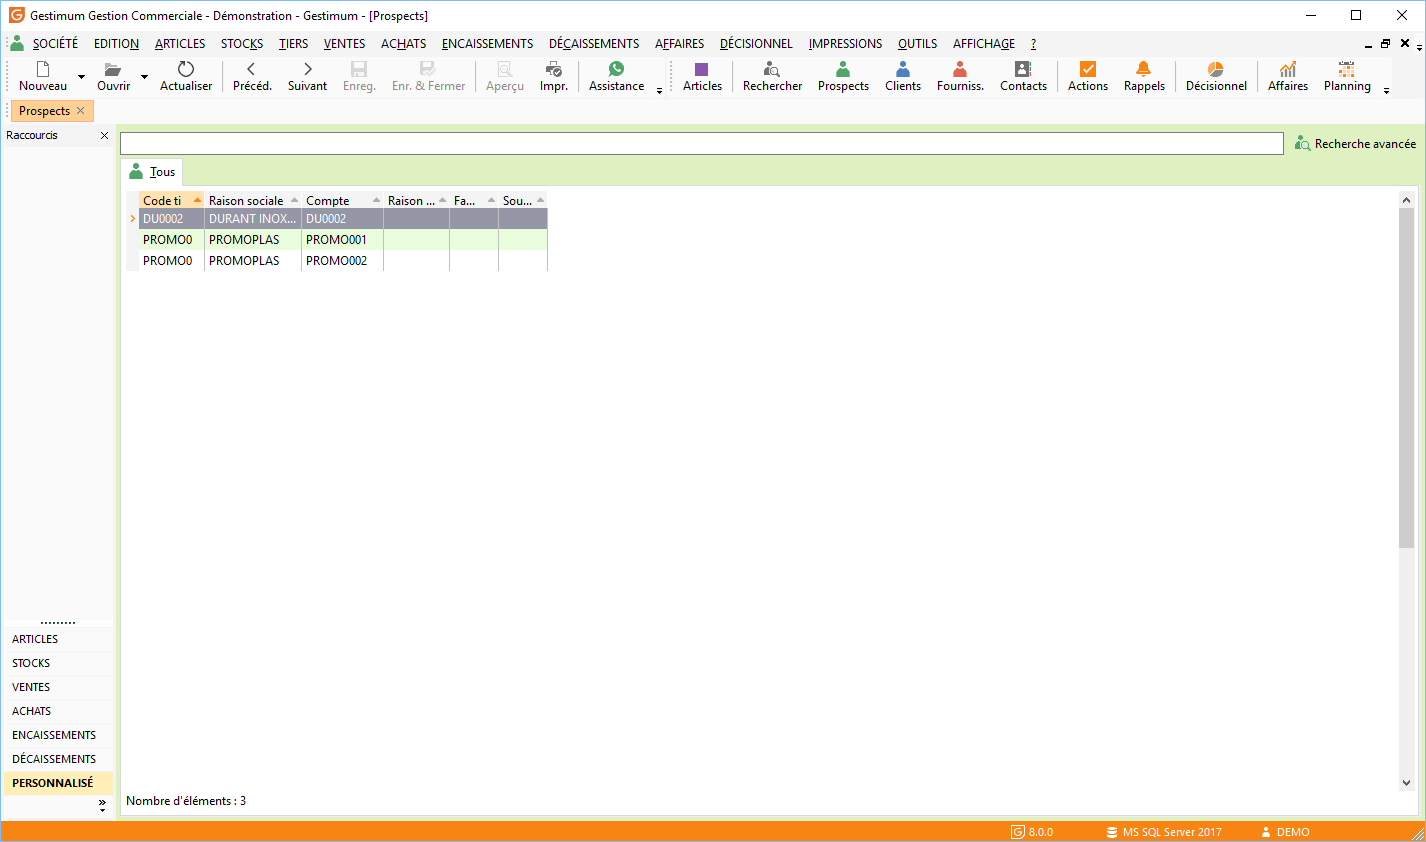 Gestimum Gestion Commerciale - Démonstration - Gestimum - [Prospects]
SOCIÉTÉ EDITION ARTICLES STOCKS TIERS VENTES ACHATS ENCAISSEMENTS DÉCAISSEMENTS AFFAIRES DÉCISIONNEL IMPRESSIONS OUTILS AFFICHAGE ?
Nouveau Ouvrir Actualiser Précéd. Suivant Enreg. Enr. & Fermer Aperçu Impr. Assistance Articles Rechercher Prospects Clients Fourniss. Contacts Actions Rappels Décisionnel Affaires Planning
Prospects
Raccourcis
Recherche avancée
Tous
Code ti Raison sociale Compte Raison ... Fa... Sou...
DU0002 DURANT INOX... DU0002
PROMO0 PROMOPLAS PROMO001
PROMO0 PROMOPLAS PROMO002
ARTICLES
STOCKS
VENTES
ACHATS
ENCAISSEMENTS
DÉCAISSEMENTS
PERSONNALISÉ
Nombre d'éléments : 3
8.0.0 MS SQL Server 2017 DEMO